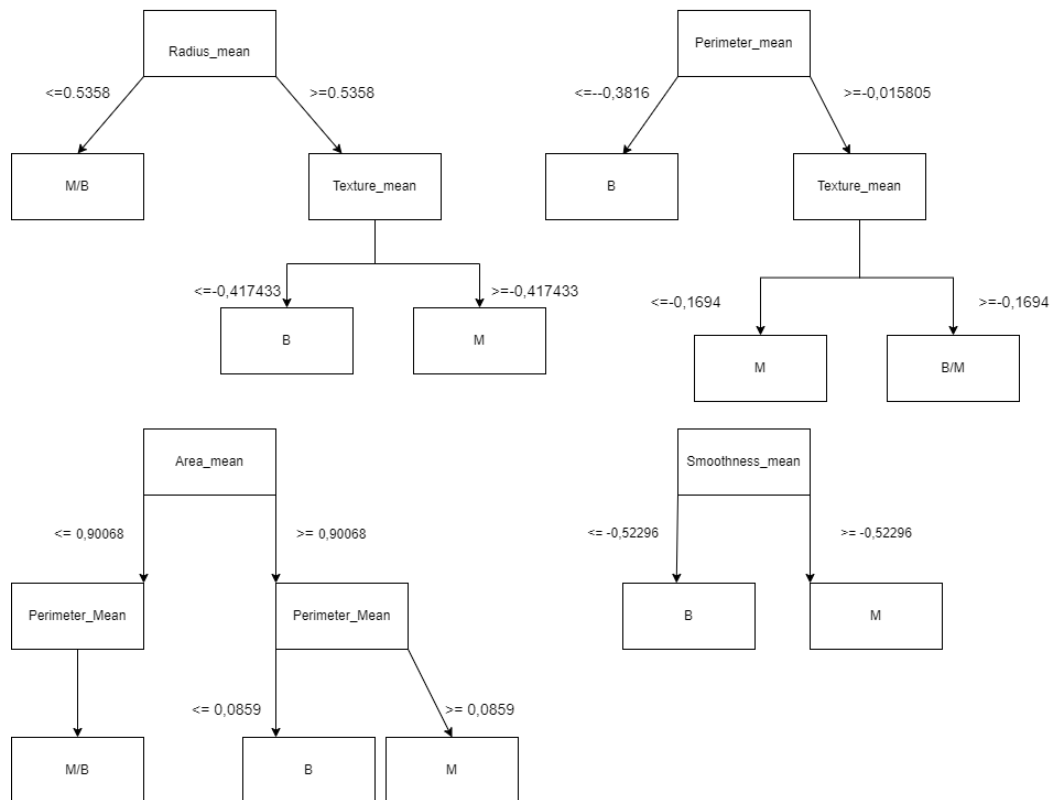 Radius_mean
<=0.5358
>=0.5358
M/B
Texture_mean
<=-0,417433
>=-0,417433
B
M
Perimeter_mean
<=--0,3816
>=-0,015805
B
Texture_mean
<=-0,1694
>=-0,1694
M
B/M
Area_mean
<= 0,90068
>= 0,90068
Perimeter_Mean
Perimeter_Mean
<= 0,0859
>= 0,0859
M/B
B
M
Smoothness_mean
<= -0,52296
>= -0,52296
B
M